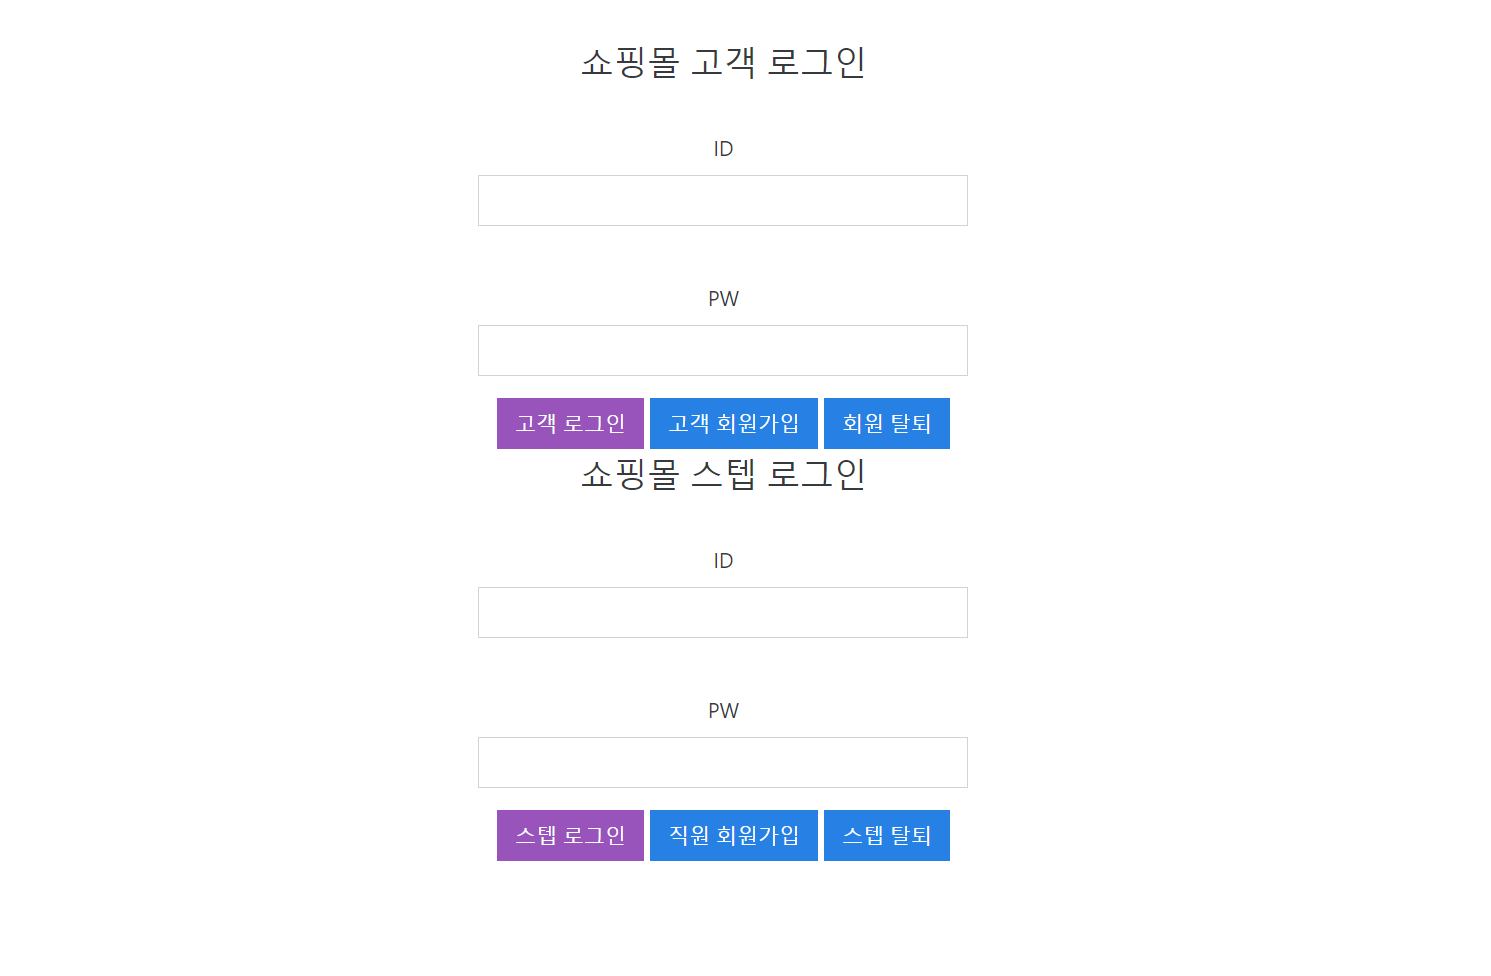 쇼핑몰 고객 로그인
ID
PW
고객 로그인 고객 회원가입 회원 탈퇴
쇼핑몰 스텝 로그인
ID
PW
스텝 로그인 직원 회원가입 스텝 탈퇴